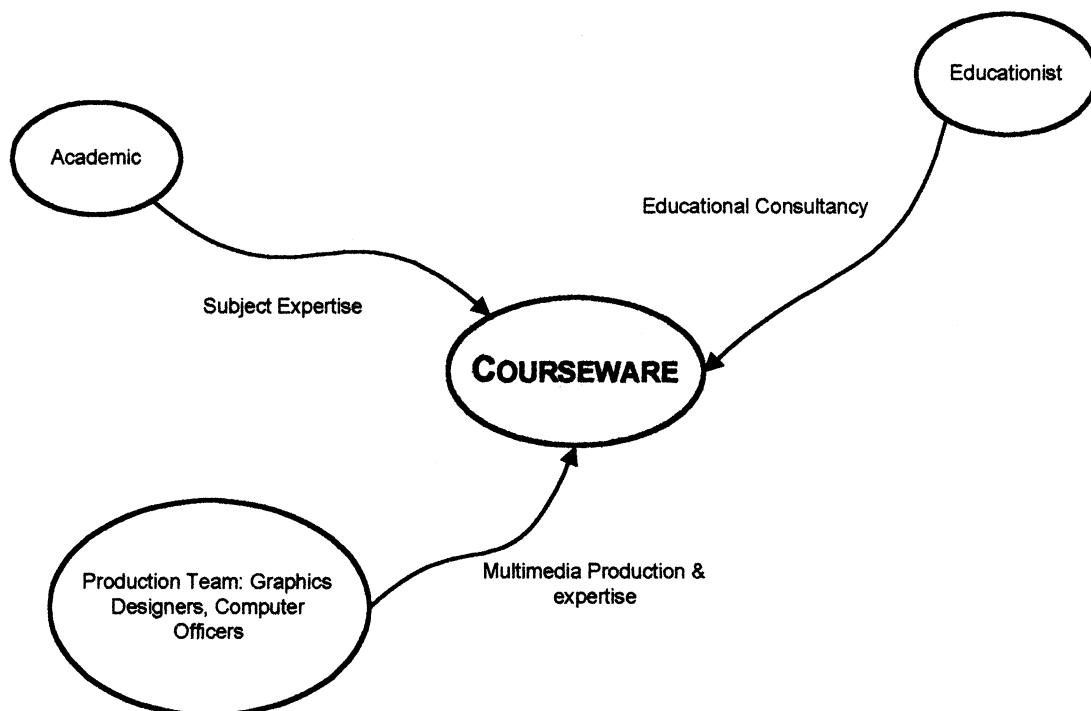 Educationist
Academic
Educational Consultancy
Subject Expertise
COURSEWARE
Production Team: Graphics
Designers, Computer
Officers
Multimedia Production &
expertise